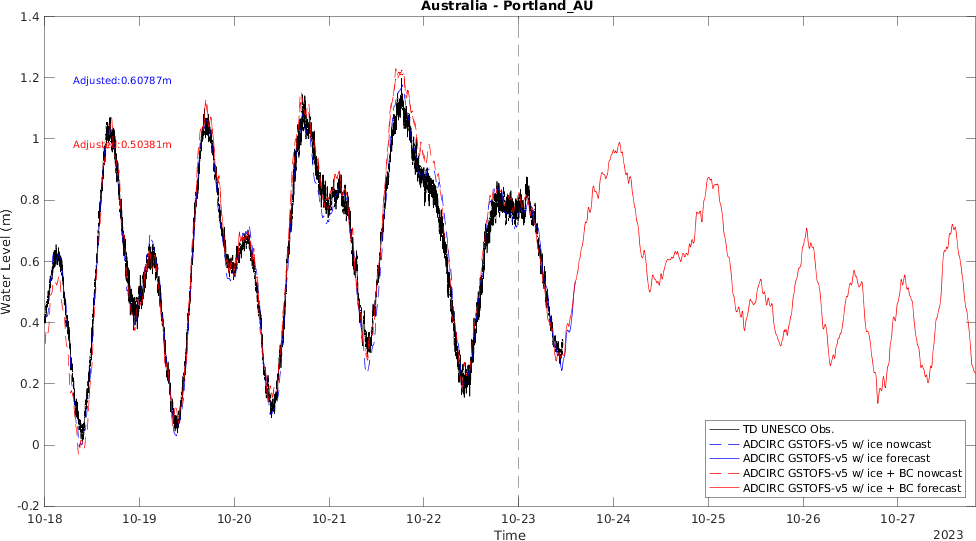 Australia - Portland_AU
1.4
1.2
1
0.8
0.6
0.4
0.2
0
-0.2
Water Level (m)
Adjusted:0.60787m
Adjusted:0.50381m
TD UNESCO Obs.
ADCIRC GSTOFS-v5 w/ ice nowcast
ADCIRC GSTOFS-v5 w/ ice forecast
ADCIRC GSTOFS-v5 w/ ice + BC nowcast
ADCIRC GSTOFS-v5 w/ ice + BC forecast
10-18 10-19 10-20 10-21 10-22 10-23 10-24 10-25 10-26 10-27
Time
2023